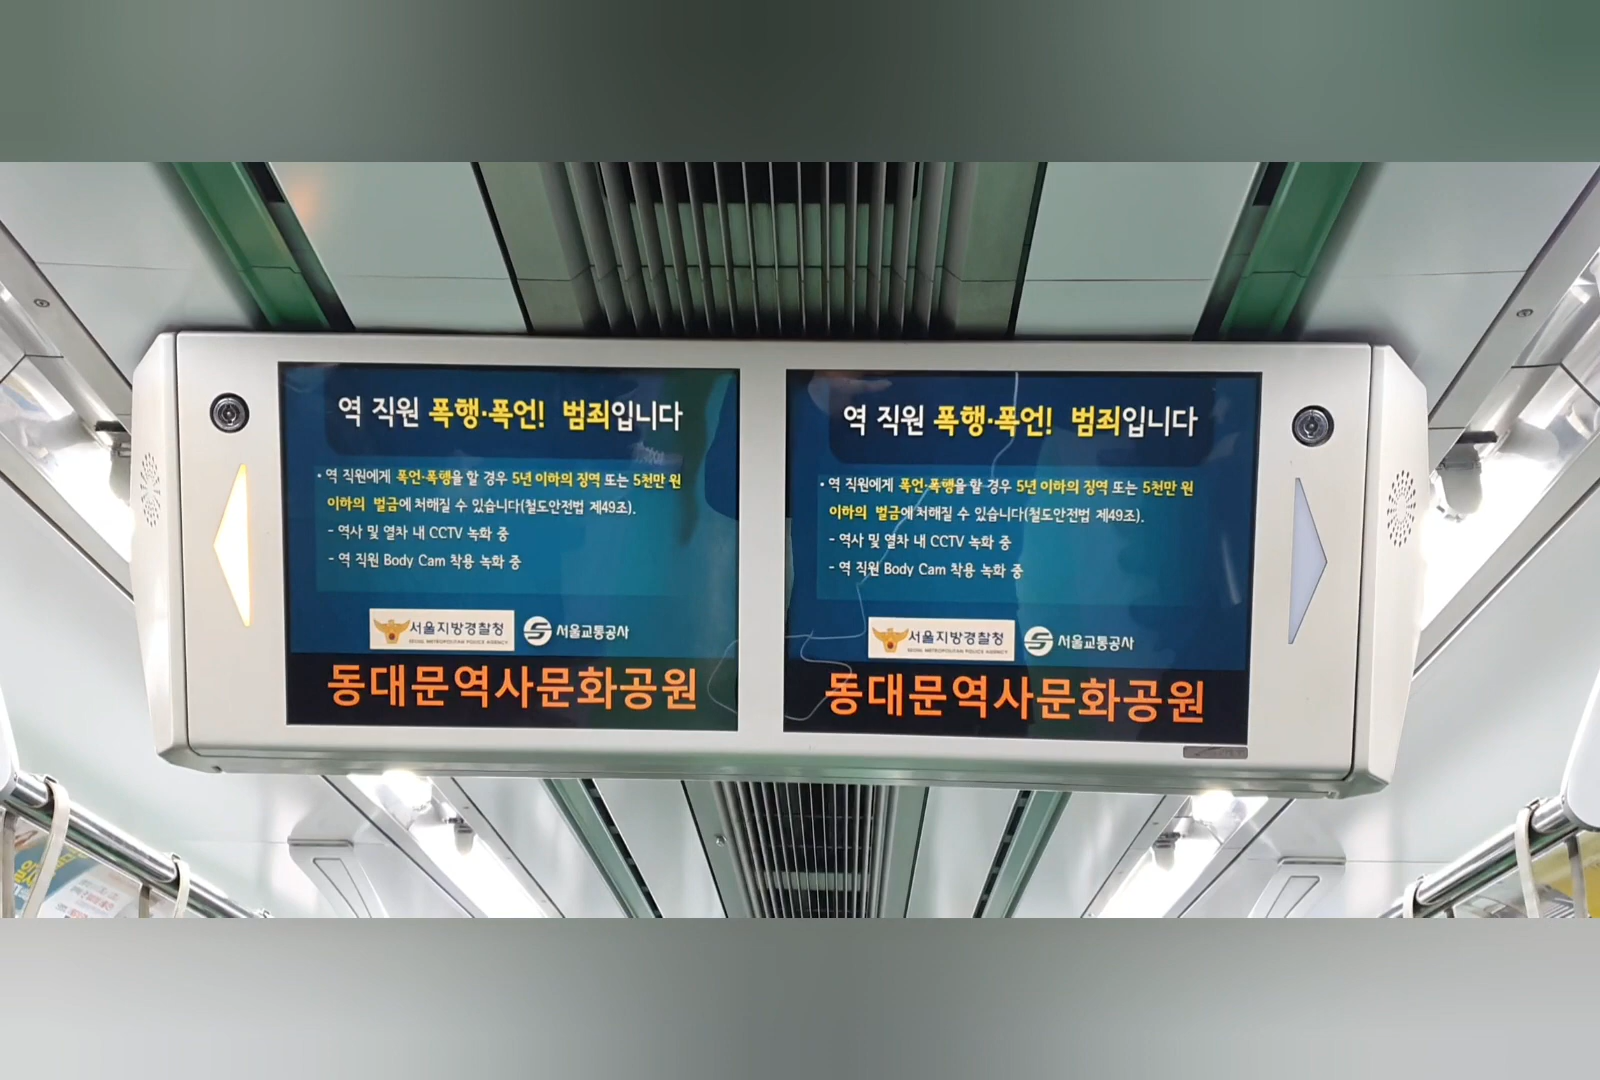 역 직원 폭행·폭언! 범죄입니다
• 역 직원에게 폭언·폭행을 할 경우 5년 이하의 징역 또는 5천만 원
이하의 벌금에 처해질 수 있습니다(철도안전법 제49조).
- 역사 및 열차 내 CCTV 녹화 중
- 역 직원 Body Cam 착용 녹화 중
서울지방경찰청
SEOUL METROPOLITAN POLICE AGENCY
서울교통공사
동대문역사문화공원
역 직원 폭행·폭언! 범죄입니다
• 역 직원에게 폭언·폭행을 할 경우 5년 이하의 징역 또는 5천만 원
이하의 벌금에 처해질 수 있습니다(철도안전법 제49조).
- 역사 및 열차 내 CCTV 녹화 중
- 역 직원 Body Cam 착용 녹화 중
서울지방경찰청
SEOUL METROPOLITAN POLICE AGENCY
서울교통공사
동대문역사문화공원